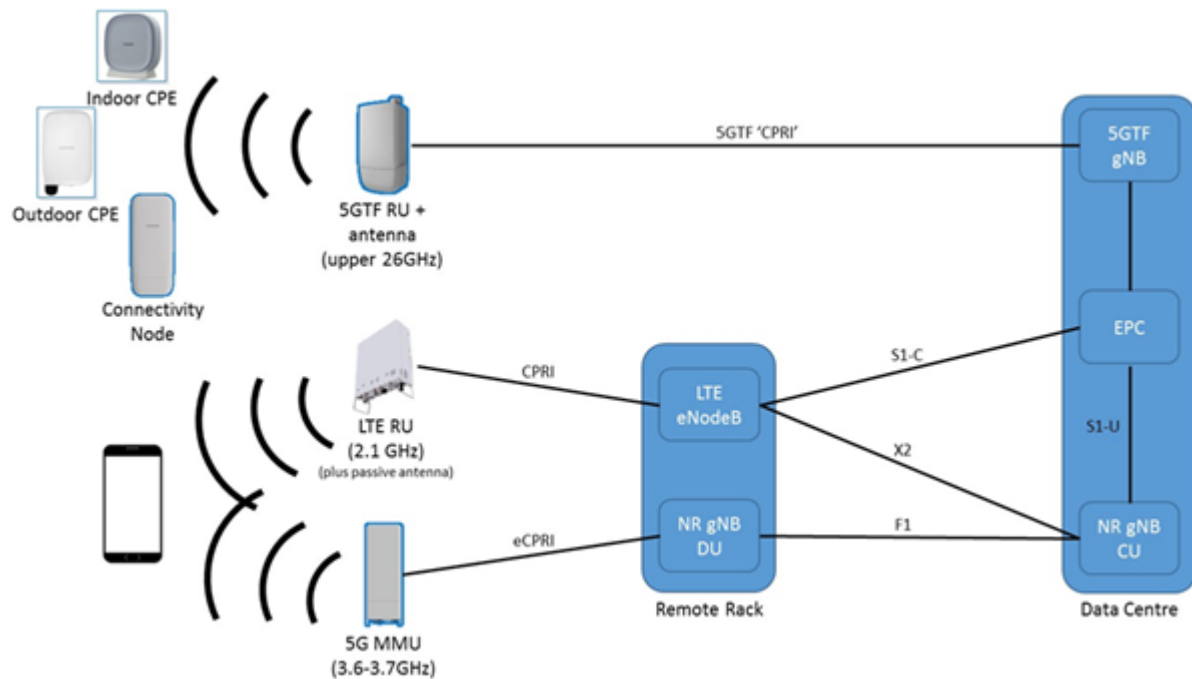 Indoor CPE
Outdoor CPE
Connectivity
Node
5GTF RU +
antenna
(upper 26GHz)
5GTF 'CPRI'
5GTF
gNB
EPC
S1-C
CPRI
LTE
eNodeB
LTE RU
(2.1 GHz)
(plus passive antenna)
S1-U
X2
F1
NR gNB
DU
NR gNB
CU
eCPRI
Remote Rack
Data Centre
5G MMU
(3.6-3.7GHz)